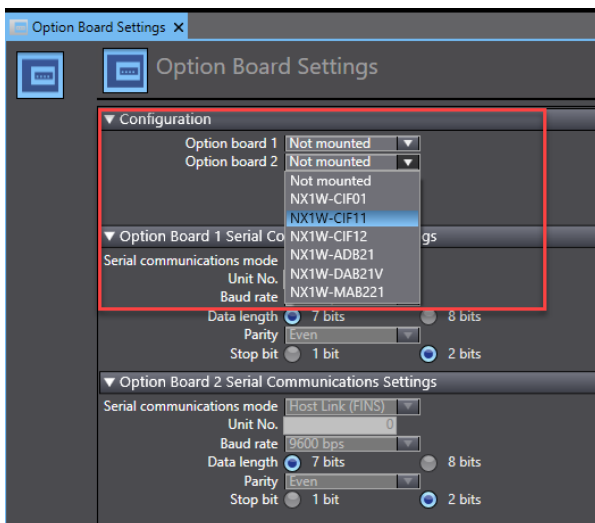 Option Board Settings X
Option Board Settings
▼ Configuration
Option board 1 Not mounted
Option board 2 Not mounted
Not mounted
NX1W-CIF01
NX1W-CIF11
NX1W-CIF12
NX1W-ADB21
NX1W-DAB21V
NX1W-MAB221
▼ Option Board 1 Serial Co gs
Serial communications mode
Unit No.
Baud rate
Data length 7 bits 8 bits
Parity Even
Stop bit 1 bit 2 bits
▼ Option Board 2 Serial Communications Settings
Serial communications mode Host Link (FINS)
Unit No. 0
Baud rate 9600 bps
Data length 7 bits 8 bits
Parity Even
Stop bit 1 bit 2 bits